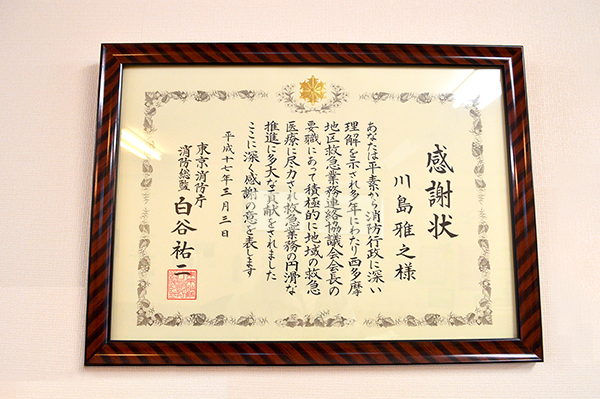 感謝状
川島雅之様
あなたは平素から消防行政に深い
理解を示され多年にわたり西多摩
地区救急業務連絡協議会会長の
要職にあって積極的に地域の救急
医療に尽力され救急業務の円滑な
推進に多大な貢献をされました
ここに深く感謝の意を表します
平成十七年三月三日
東京消防庁
消防総監 白谷祐二